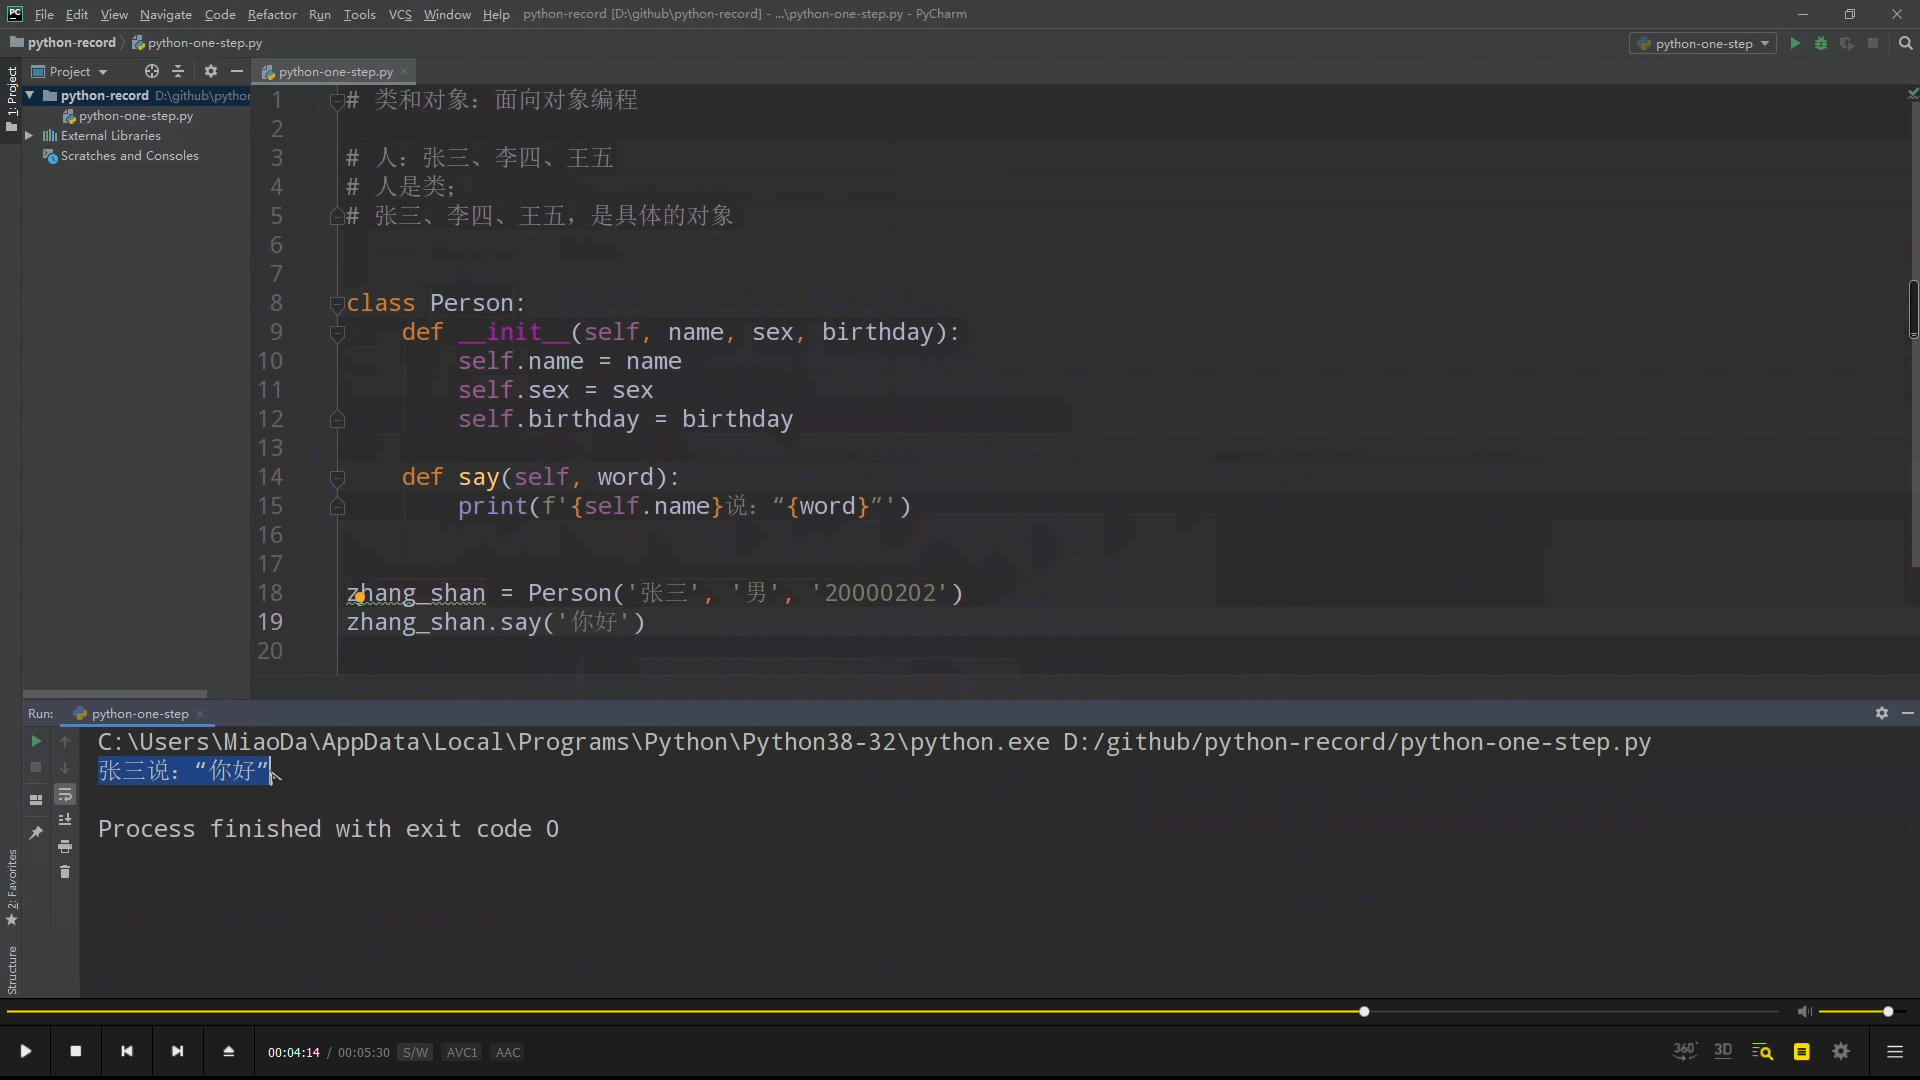 PC File Edit View Navigate Code Refactor Run Tools VCS Window Help python-record [D:\github\python-record] - ...\python-one-step.py - PyCharm
python-record python-one-step.py python-one-step
1: Project
Project
python-one-step.py
python-record D:\github\python
python-one-step.py
External Libraries
Scratches and Consoles
1 # 类和对象：面向对象编程
2
3 # 人：张三、李四、王五
4 # 人是类；
5 # 张三、李四、王五，是具体的对象
6
7
8 class Person:
9 def __init__(self, name, sex, birthday):
10 self.name = name
11 self.sex = sex
12 self.birthday = birthday
13
14 def say(self, word):
15 print(f'{self.name}说：“{word}”')
16
17
18 zhang_shan = Person('张三', '男', '20000202')
19 zhang_shan.say('你好')
20
Run: python-one-step
C:\Users\MiaoDa\AppData\Local\Programs\Python\Python38-32\python.exe D:/github/python-record/python-one-step.py
张三说：“你好”
Process finished with exit code 0
2: Favorites
Structure
00:04:14 / 00:05:30 S/W AVC1 AAC 360° 3D